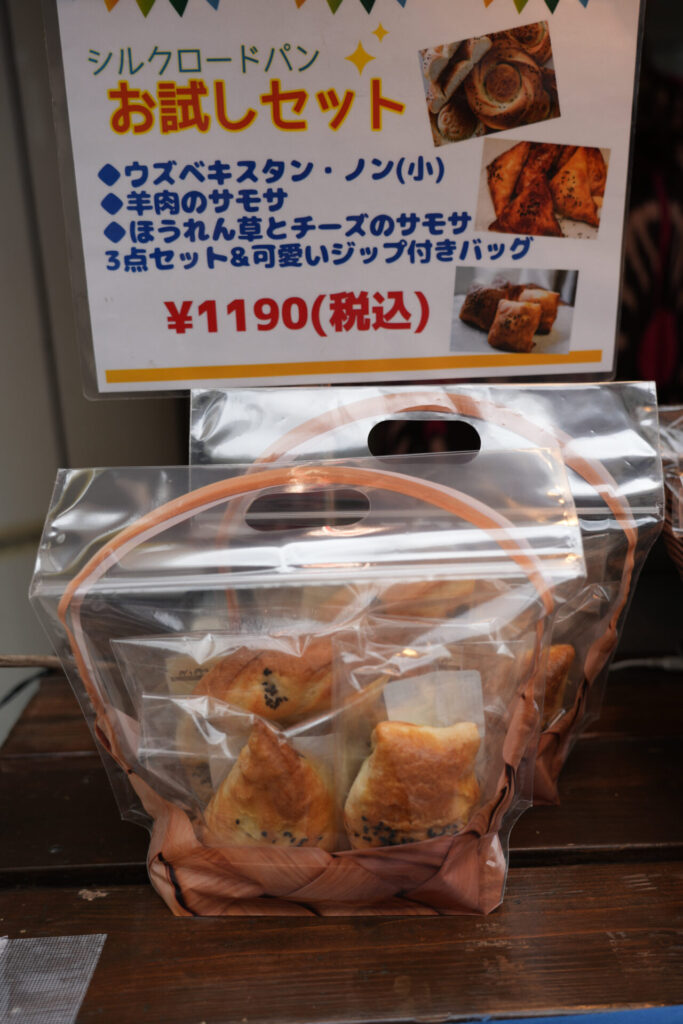 シルクロードパン
お試しセット
◆ウズベキスタン・ノン(小)
◆羊肉のサモサ
◆ほうれん草とチーズのサモサ
3点セット&可愛いジップ付きバッグ
¥1190(税込)